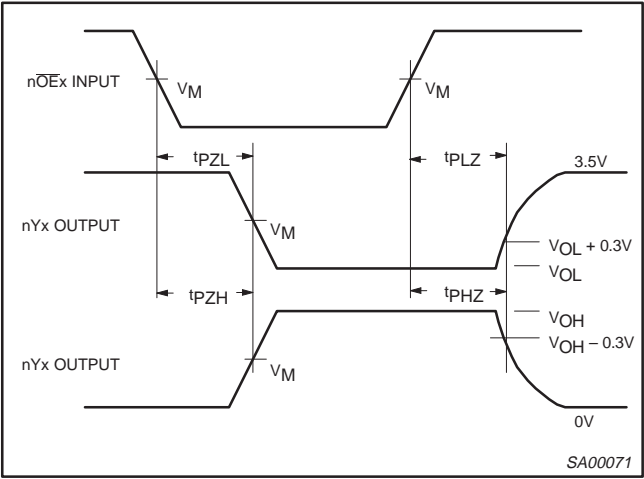 nO̅E̅x INPUT
VM
VM
tPZL
tPLZ
3.5V
nYx OUTPUT
VM
VOL + 0.3V
VOL
tPZH
tPHZ
VOH
VOH – 0.3V
nYx OUTPUT
VM
0V
SA00071